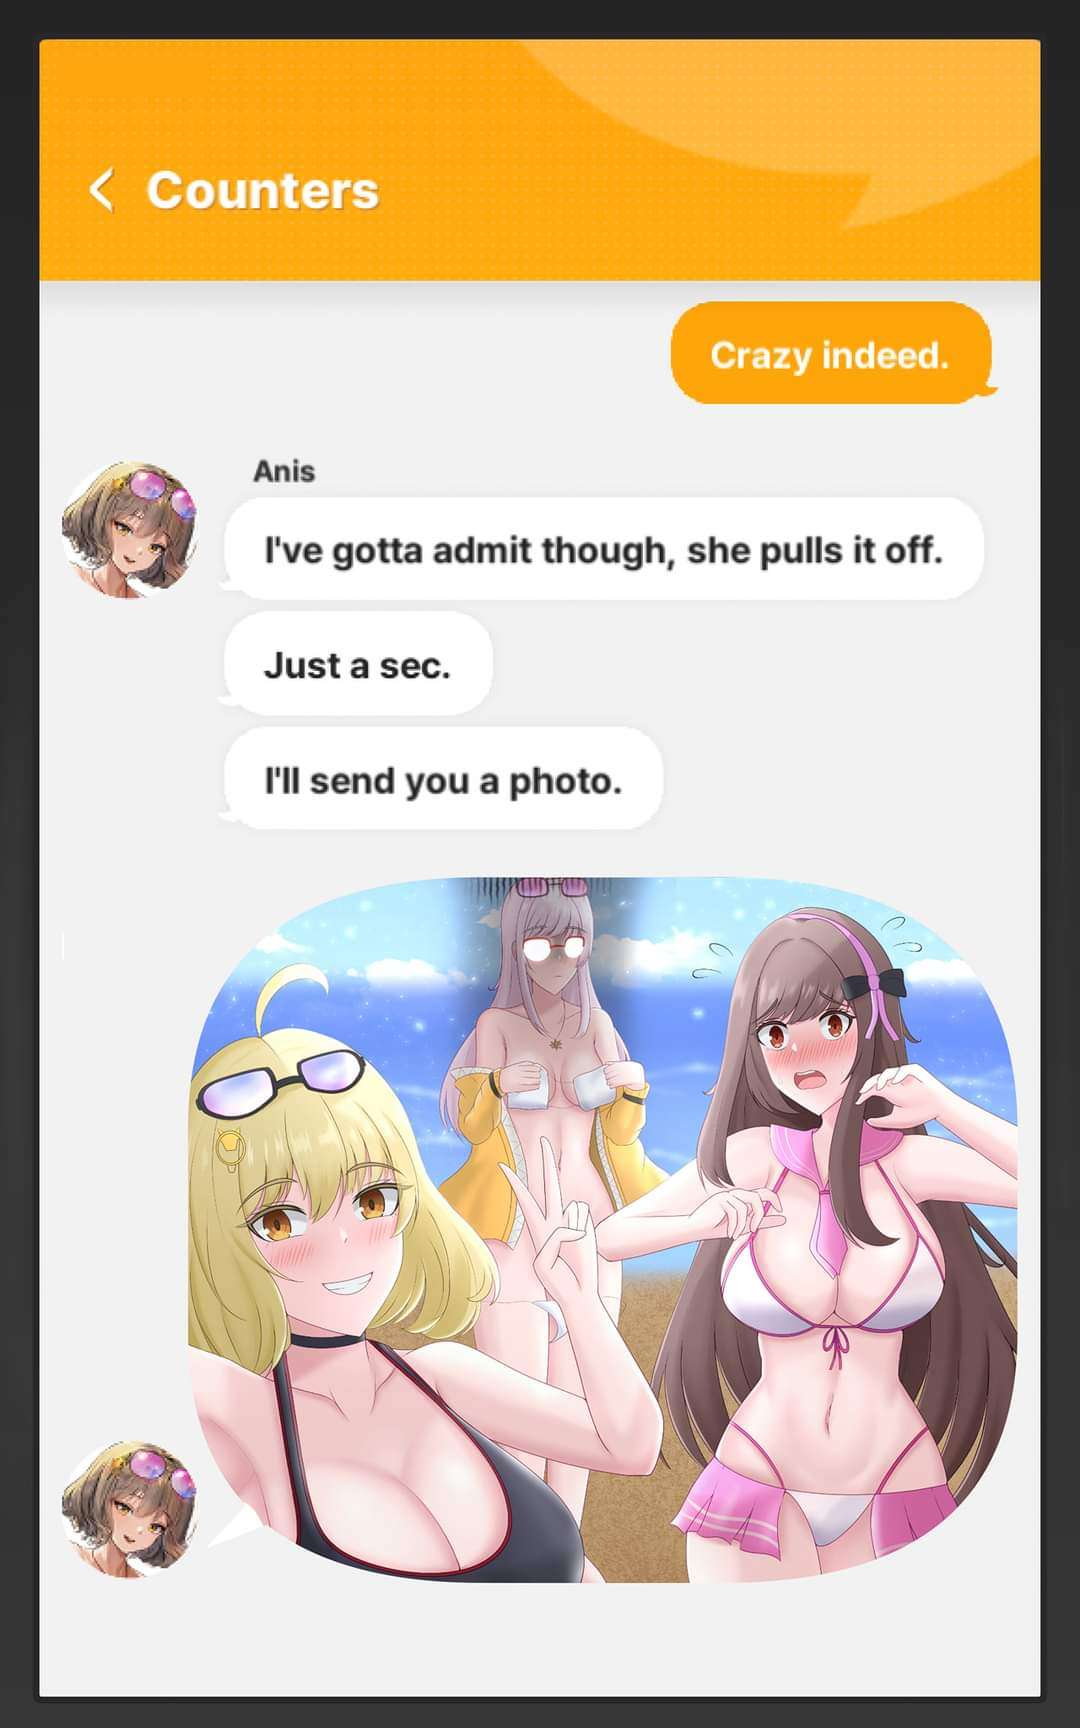 Counters
Crazy indeed.
Anis
I've gotta admit though, she pulls it off.
Just a sec.
I'll send you a photo.